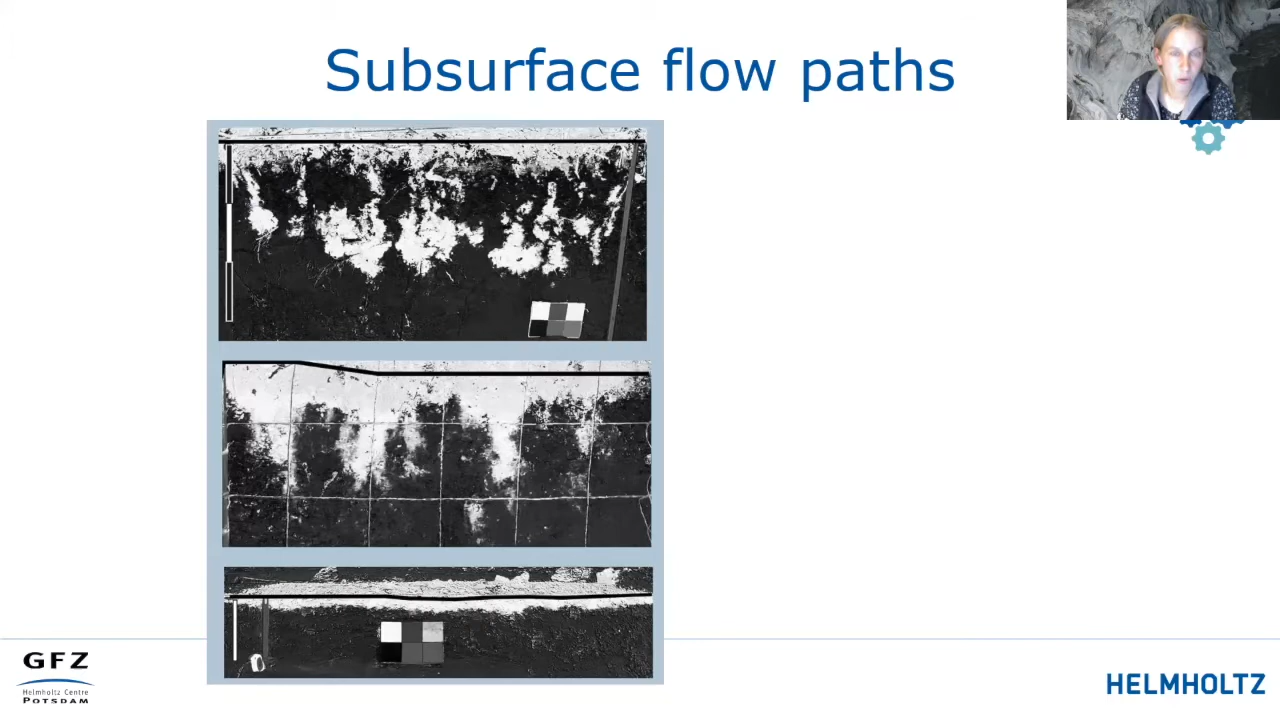 Subsurface flow paths
GFZ
Helmholtz Centre
POTSDAM
HELMHOLTZ